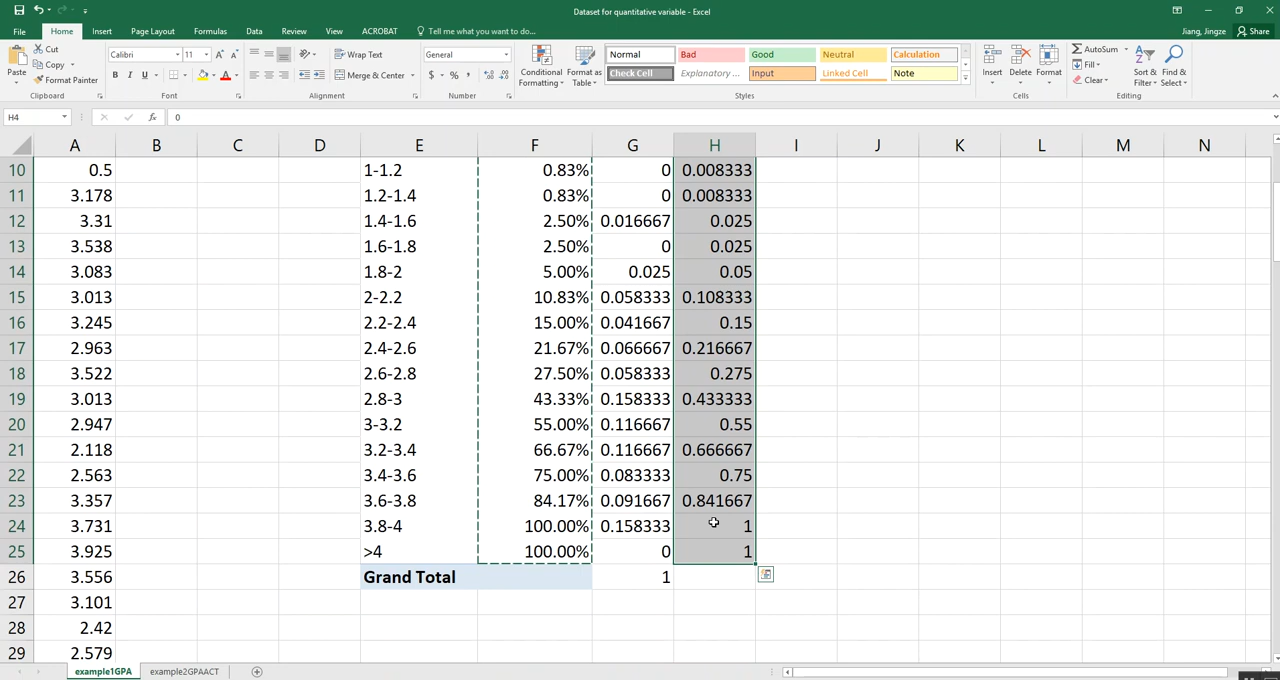 Dataset for quantitative variable - Excel
File Home Insert Page Layout Formulas Data Review View ACROBAT Tell me what you want to do... Jiang, Jingze Share
Paste Cut Copy Format Painter Clipboard
Calibri 11 A A B I U A Font
Wrap Text Merge & Center Alignment
General $ % , Number
Conditional Formatting Format as Table Normal Bad Good Neutral Calculation
Check Cell Explanatory ... Input Linked Cell Note Styles
Insert Delete Format Cells
AutoSum Fill Clear Sort & Filter Find & Select Editing
H4 fx 0
A B C D E F G H I J K L M N
10 0.5 1-1.2 0.83% 0 0.008333
11 3.178 1.2-1.4 0.83% 0 0.008333
12 3.31 1.4-1.6 2.50% 0.016667 0.025
13 3.538 1.6-1.8 2.50% 0 0.025
14 3.083 1.8-2 5.00% 0.025 0.05
15 3.013 2-2.2 10.83% 0.058333 0.108333
16 3.245 2.2-2.4 15.00% 0.041667 0.15
17 2.963 2.4-2.6 21.67% 0.066667 0.216667
18 3.522 2.6-2.8 27.50% 0.058333 0.275
19 3.013 2.8-3 43.33% 0.158333 0.433333
20 2.947 3-3.2 55.00% 0.116667 0.55
21 2.118 3.2-3.4 66.67% 0.116667 0.666667
22 2.563 3.4-3.6 75.00% 0.083333 0.75
23 3.357 3.6-3.8 84.17% 0.091667 0.841667
24 3.731 3.8-4 100.00% 0.158333 1
25 3.925 >4 100.00% 0 1
26 3.556 Grand Total 1
27 3.101
28 2.42
29 2.579
example1GPA example2GPAACT